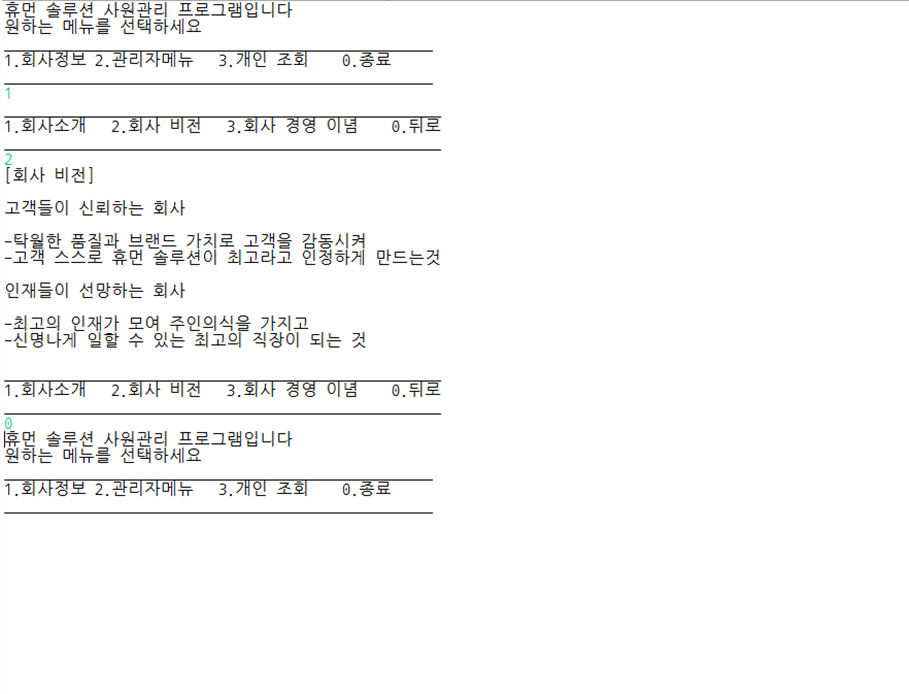 휴먼 솔루션 사원관리 프로그램입니다
원하는 메뉴를 선택하세요
1.회사정보 2.관리자메뉴 3.개인 조회 0.종료
1
1.회사소개 2.회사 비전 3.회사 경영 이념 0.뒤로
2
[회사 비전]
고객들이 신뢰하는 회사
-탁월한 품질과 브랜드 가치로 고객을 감동시켜
-고객 스스로 휴먼 솔루션이 최고라고 인정하게 만드는것
인재들이 선망하는 회사
-최고의 인재가 모여 주인의식을 가지고
-신명나게 일할 수 있는 최고의 직장이 되는 것
1.회사소개 2.회사 비전 3.회사 경영 이념 0.뒤로
0
휴먼 솔루션 사원관리 프로그램입니다
원하는 메뉴를 선택하세요
1.회사정보 2.관리자메뉴 3.개인 조회 0.종료